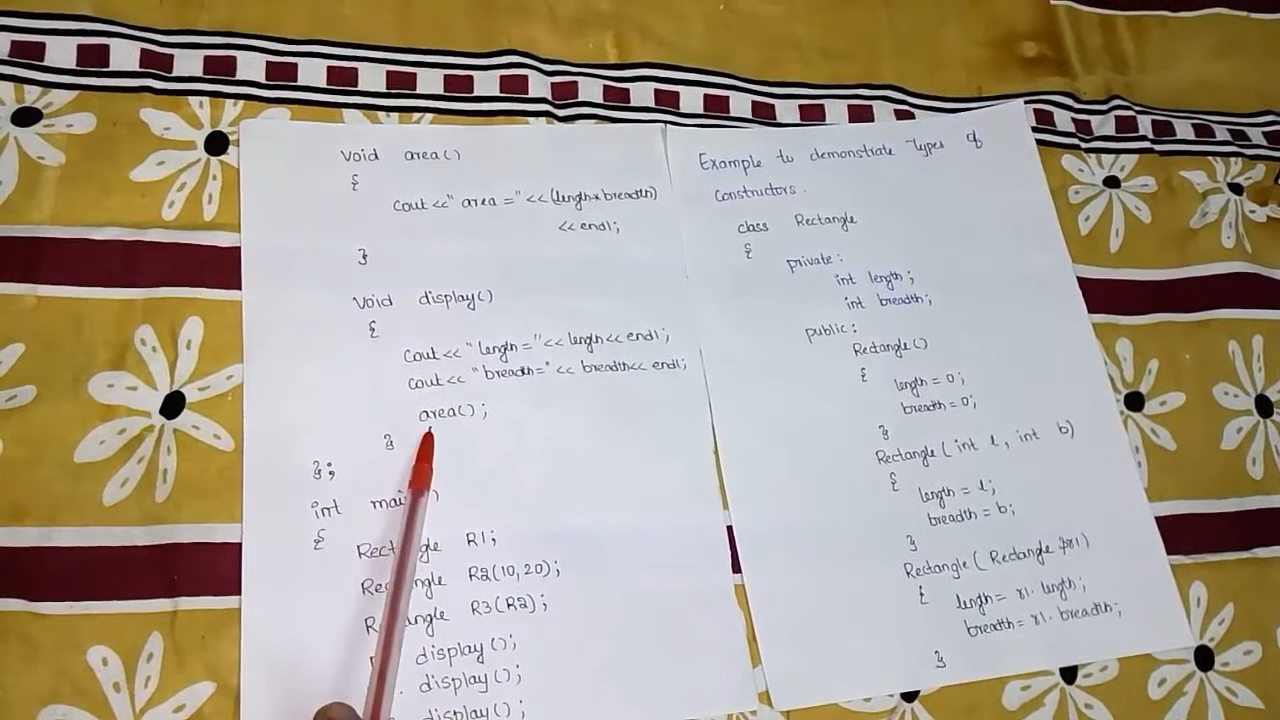 Example to demonstrate Types of
Constructors.
class Rectangle
{
private:
int length;
int breadth;
public:
Rectangle()
{
length = 0;
breadth = 0;
}
Rectangle (int l, int b)
{
length = l;
breadth = b;
}
Rectangle (Rectangle &r1)
{
length = r1. length;
breadth = r1. breadth;
}
Void area()
{
Cout <<" area =" << (length*breadth)
<< endl;
}
Void display()
{
Cout << "length =" << length << endl;
Cout << "breadth=" << breadth<< endl;
area();
}
};
int
{
R1;
R2(10,20);
R3(R2);
display();
display();
display();